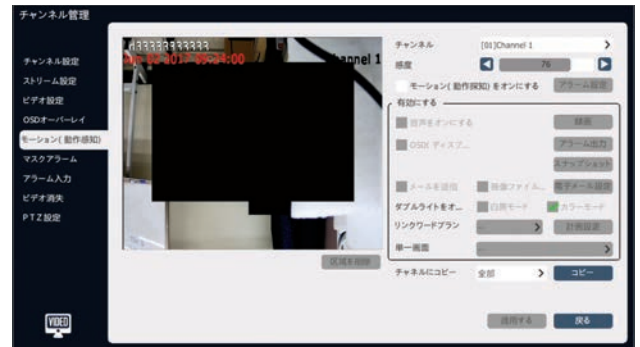 チャンネル管理
チャンネル設定
ストリーム設定
ビデオ設定
OSDオーバーレイ
モーション(動作感知)
マスクアラーム
アラーム入力
ビデオ消失
PTZ設定
VIDEO
d33333333333
2017
:00
Channel 1
区域を削除
チャンネル [01]Channel 1
感度 76
モーション(動作探知)をオンにする アラーム設定
有効にする
音声をオンにする 録画
OSDに ディスプ... アラーム出力
スナップショット
メールを送信 映像ファイル... 電子メール設定
ダブルライトをオ... 白黒モード カラーモード
リンクワードプラン -- 計画設定
単一画面 --
チャネルにコピー 全部 コピー
適用する 戻る